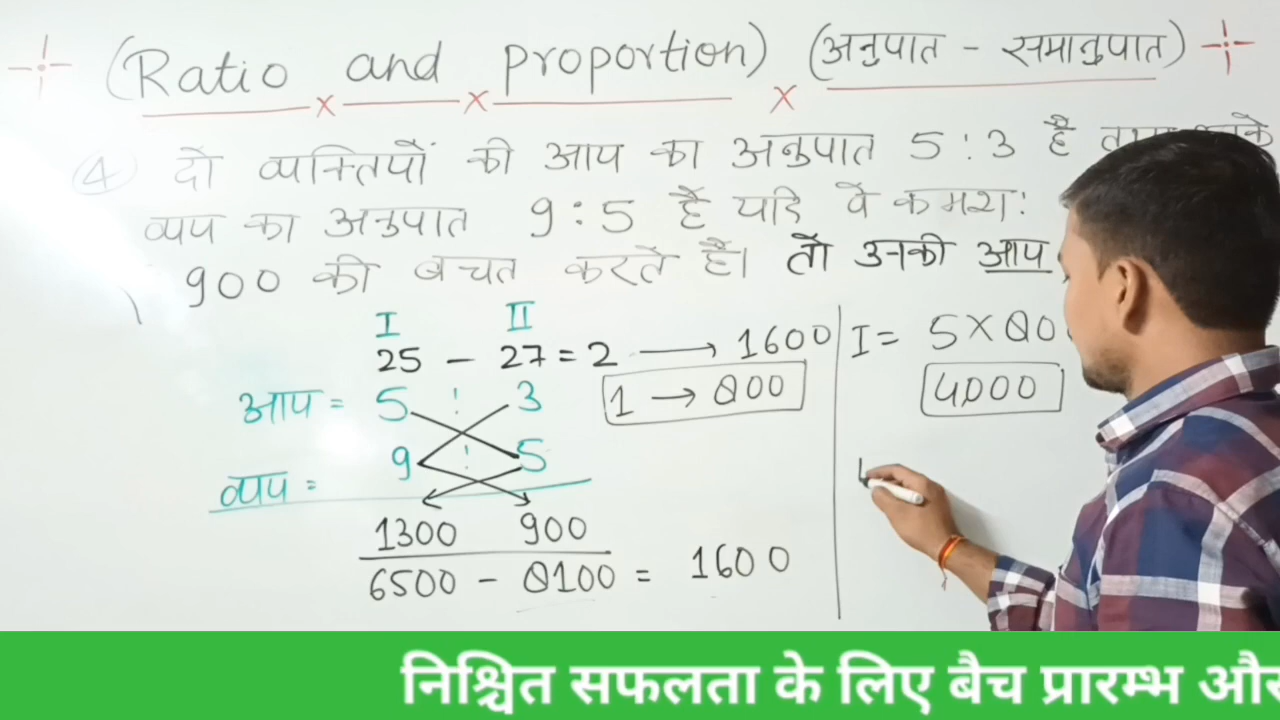 (Ratio and proportion) (अनुपात - समानुपात)
④ दो व्यक्तियों की आय का अनुपात 5 : 3 है
व्यय का अनुपात 9 : 5 है यदि वे क्रमशः
900 की बचत करते हैं। तो उनकी आय
I II
25 - 27 = 2 → 1600
1 → 800
आय = 5 : 3
व्यय = 9 : 5
1300 900
6500 - 8100 = 1600
I = 5 × 80
4000
निश्चित सफलता के लिए बैच प्रारम्भ